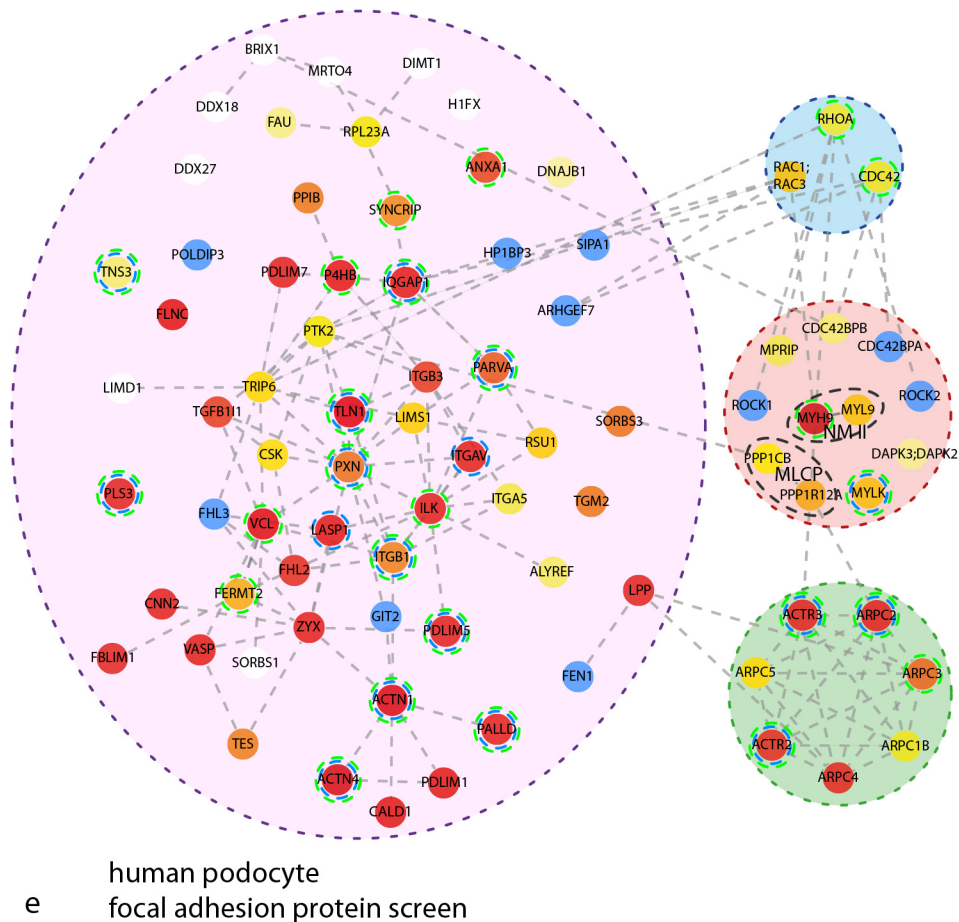 BRIX1
MRTO4
DIMT1
DDX18
H1FX
FAU
RPL23A
RHOA
DDX27
ANXA1
DNAJB1
RAC1;
RAC3
CDC42
PPIB
SYNCRIP
POLDIP3
HP1BP3
SIPA1
TNS3
PDLIM7
P4HB
IQGAP1
FLNC
ARHGEF7
PTK2
CDC42BPB
MPRIP
CDC42BPA
LIMD1
TRIP6
ITGB3
PARVA
ROCK1
ROCK2
TGFB1I1
TLN1
LIMS1
SORBS3
MYH9
MYL9
NM II
CSK
PXN
ITGAV
RSU1
PPP1CB
DAPK3;DAPK2
MLCP
PLS3
ITGA5
TGM2
PPP1R12A
MYLK
FHL3
VCL
LASP1
ILK
ITGB1
FHL2
ALYREF
CNN2
FERMT2
LPP
GIT2
ACTR3
ARPC2
ZYX
PDLIM5
FBLIM1
VASP
SORBS1
FEN1
ARPC5
ARPC3
ACTN1
PALLD
TES
ACTR2
ARPC1B
ACTN4
PDLIM1
ARPC4
CALD1
human podocyte
e focal adhesion protein screen